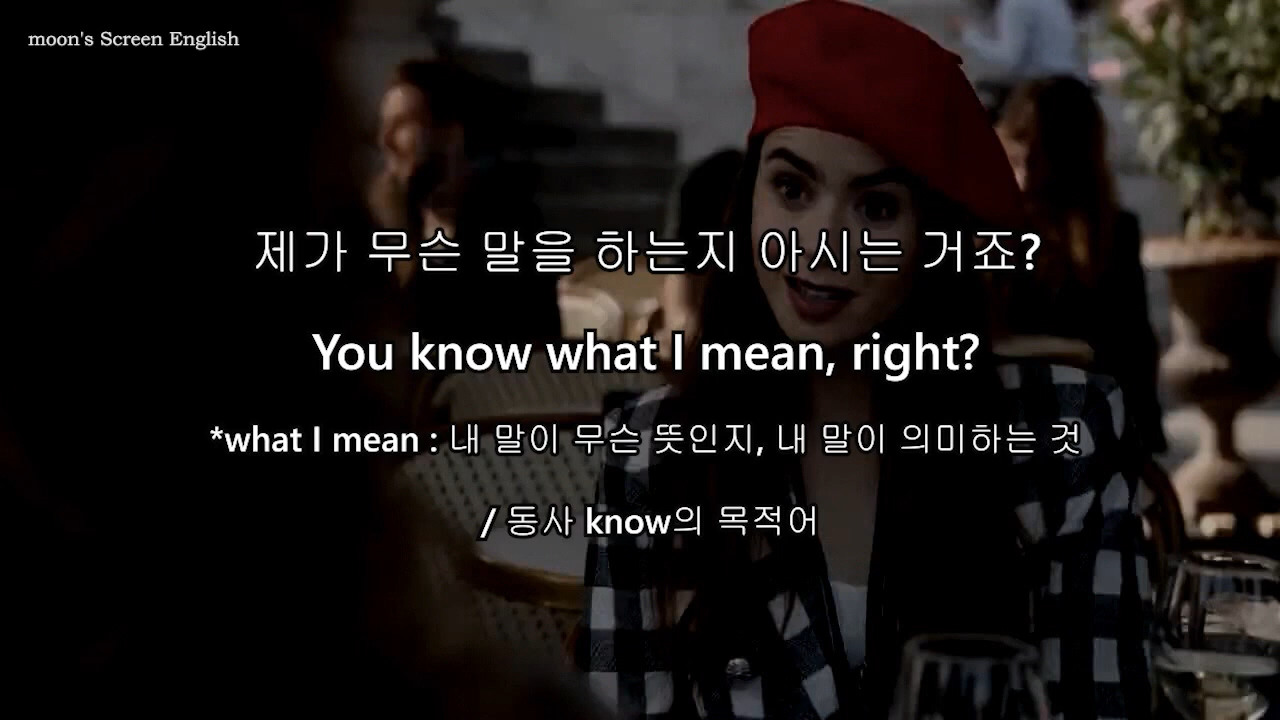 moon's Screen English
제가 무슨 말을 하는지 아시는 거죠?
You know what I mean, right?
*what I mean : 내 말이 무슨 뜻인지, 내 말이 의미하는 것
/ 동사 know의 목적어